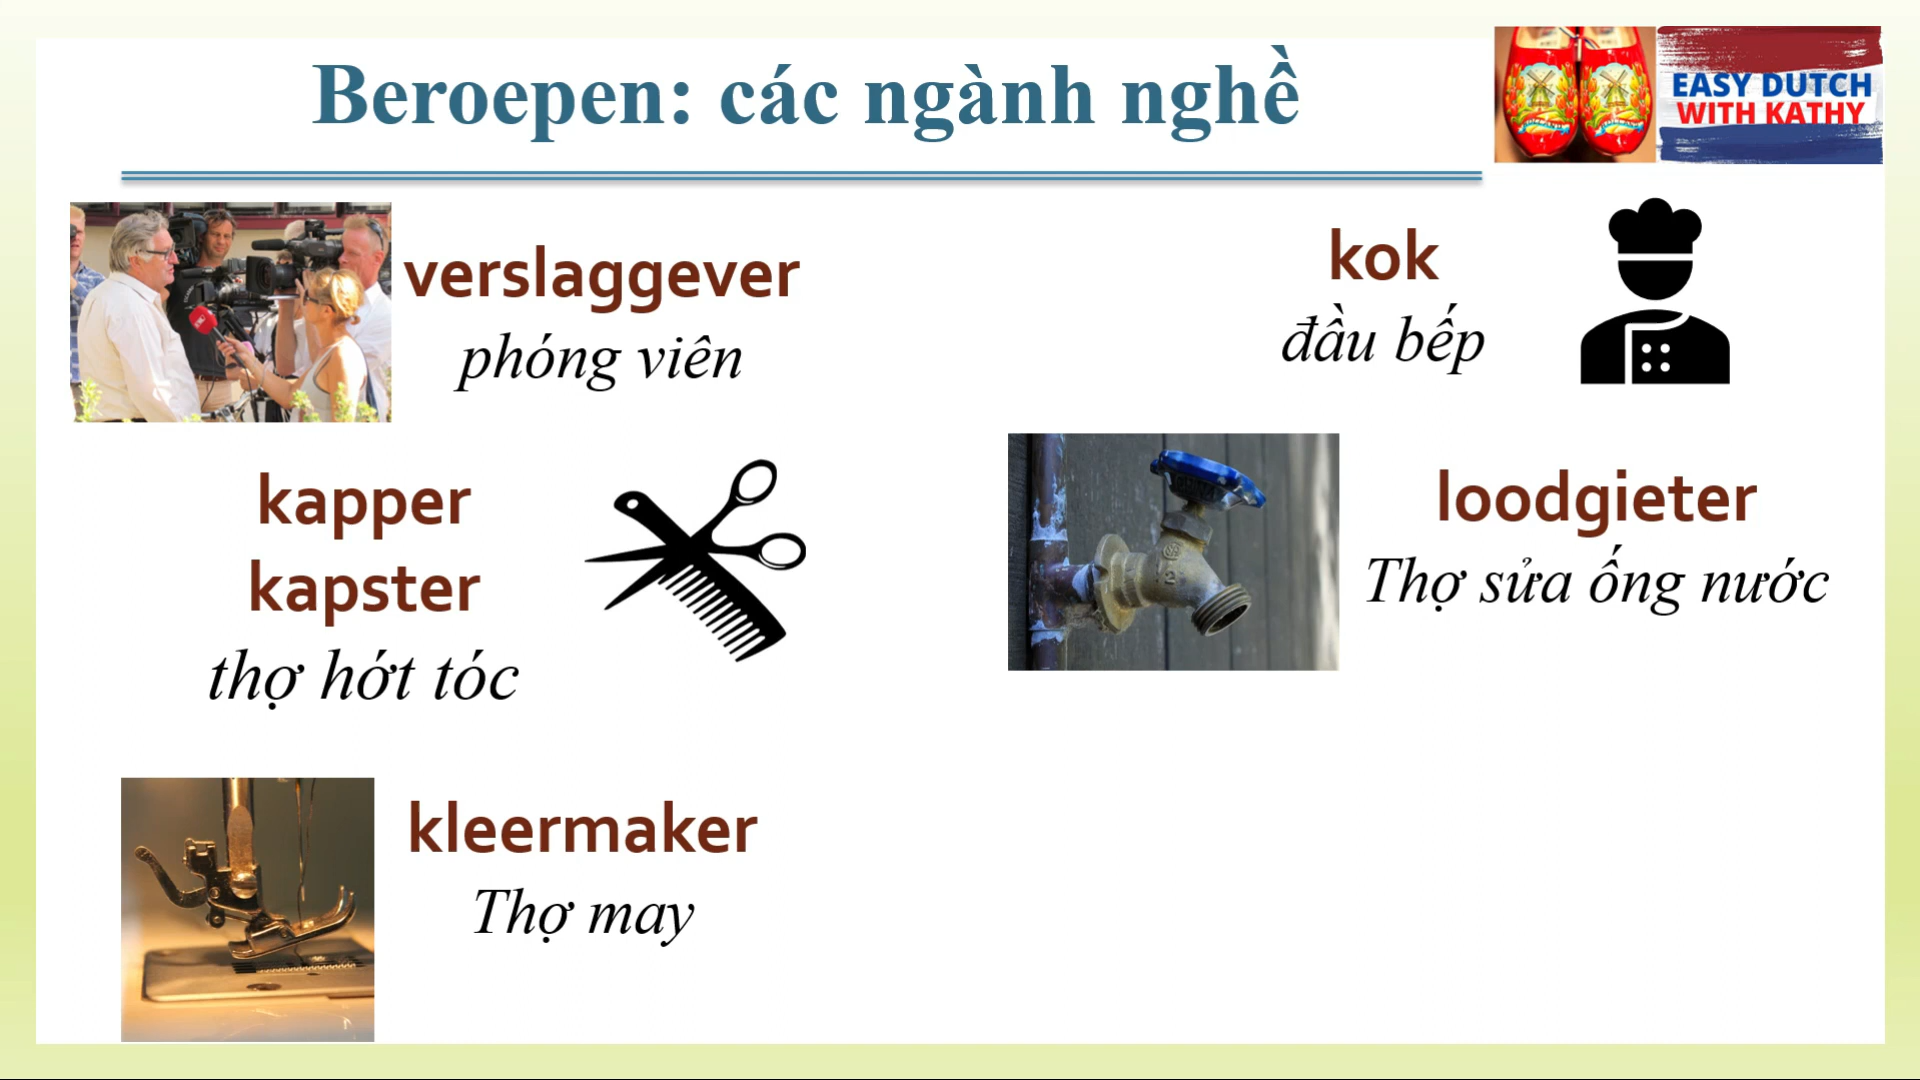 Beroepen: các ngành nghề
EASY DUTCH
WITH KATHY
verslaggever
phóng viên
kok
đầu bếp
kapper
kapster
thợ hớt tóc
loodgieter
Thợ sửa ống nước
kleermaker
Thợ may